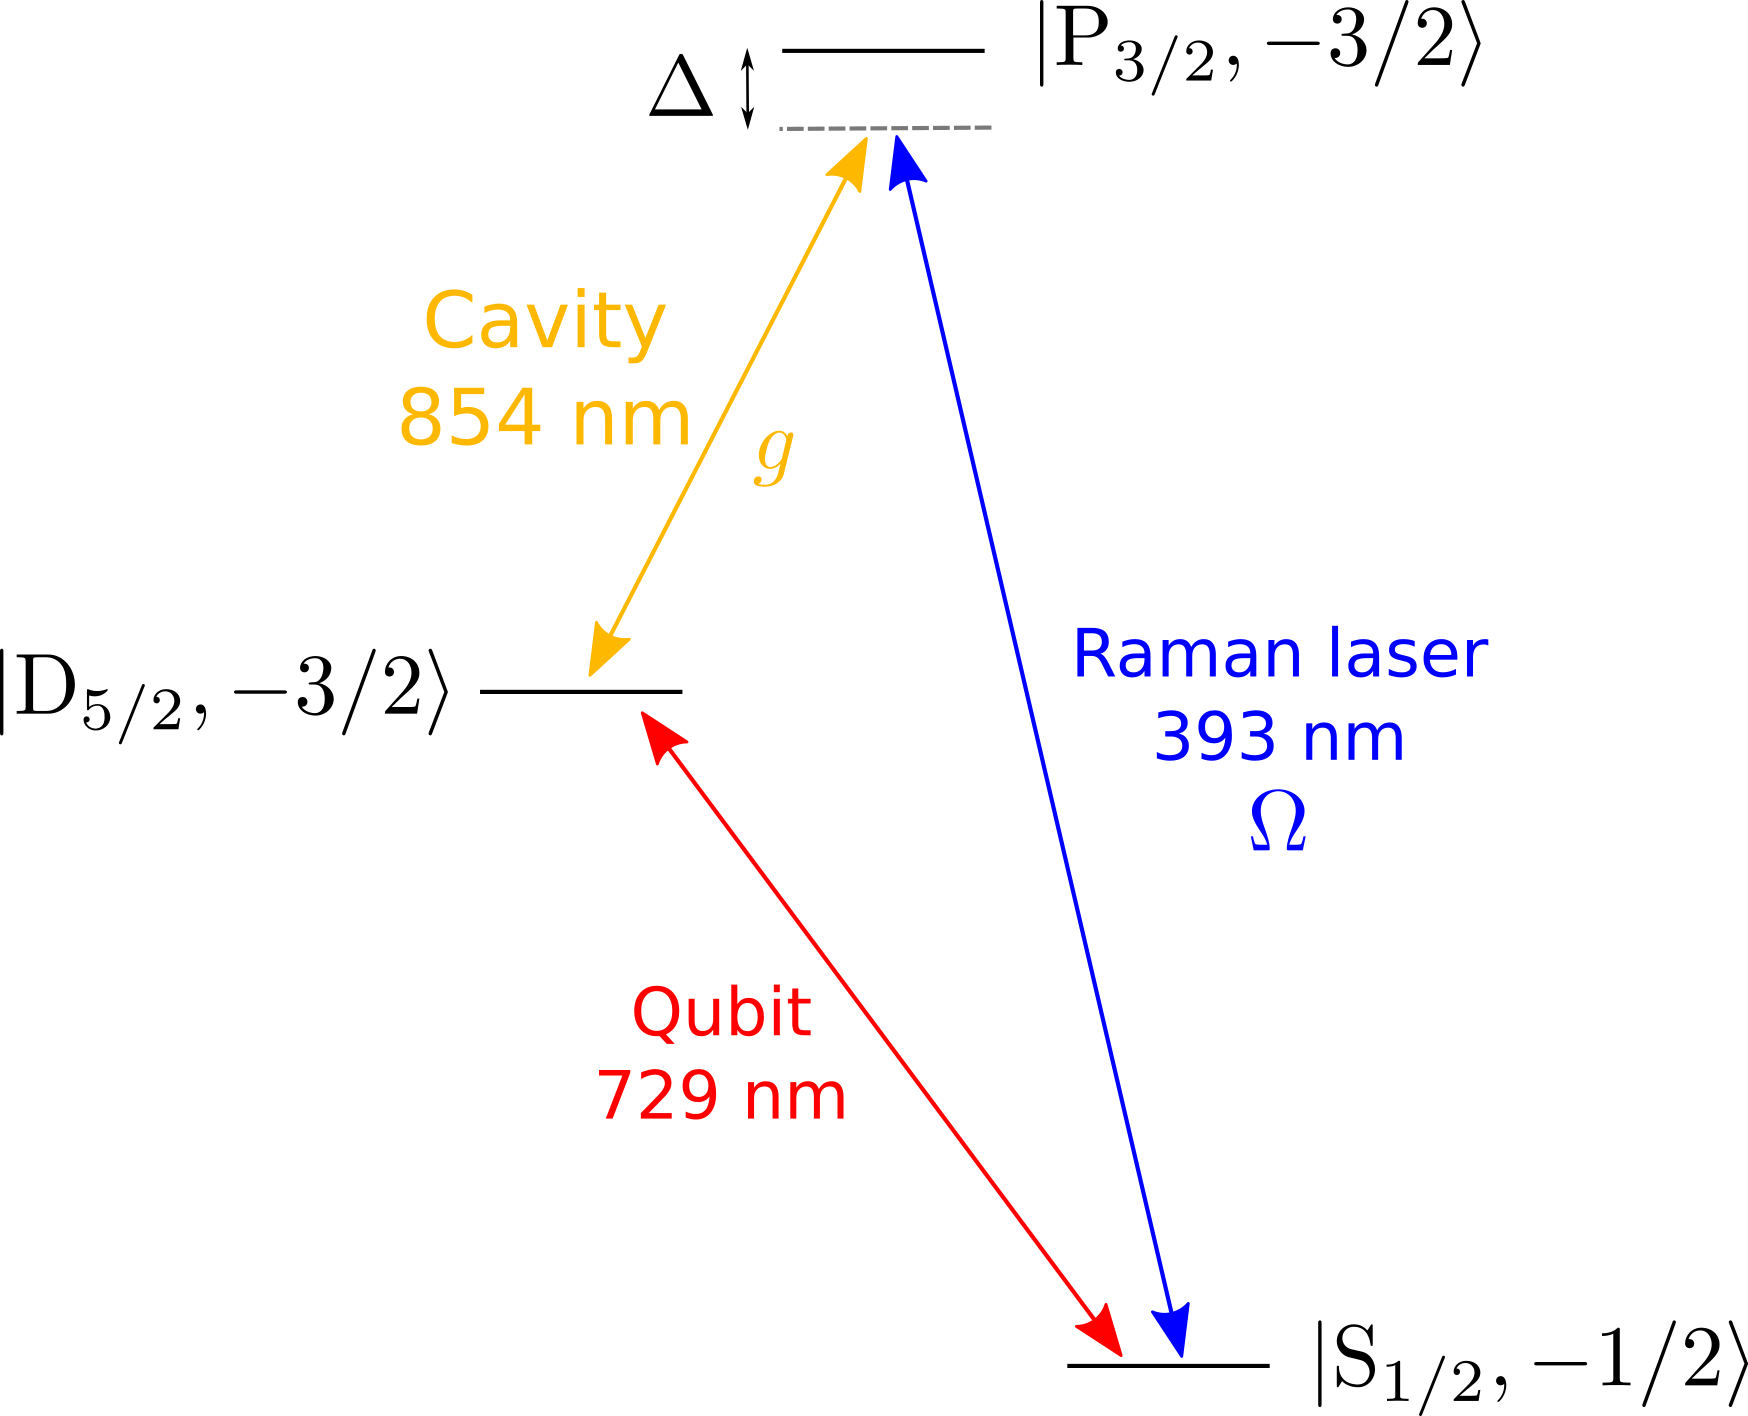 |P₃/₂, −3/2⟩
Δ
Cavity
854 nm
g
|D₅/₂, −3/2⟩
Raman laser
393 nm
Ω
Qubit
729 nm
|S₁/₂, −1/2⟩